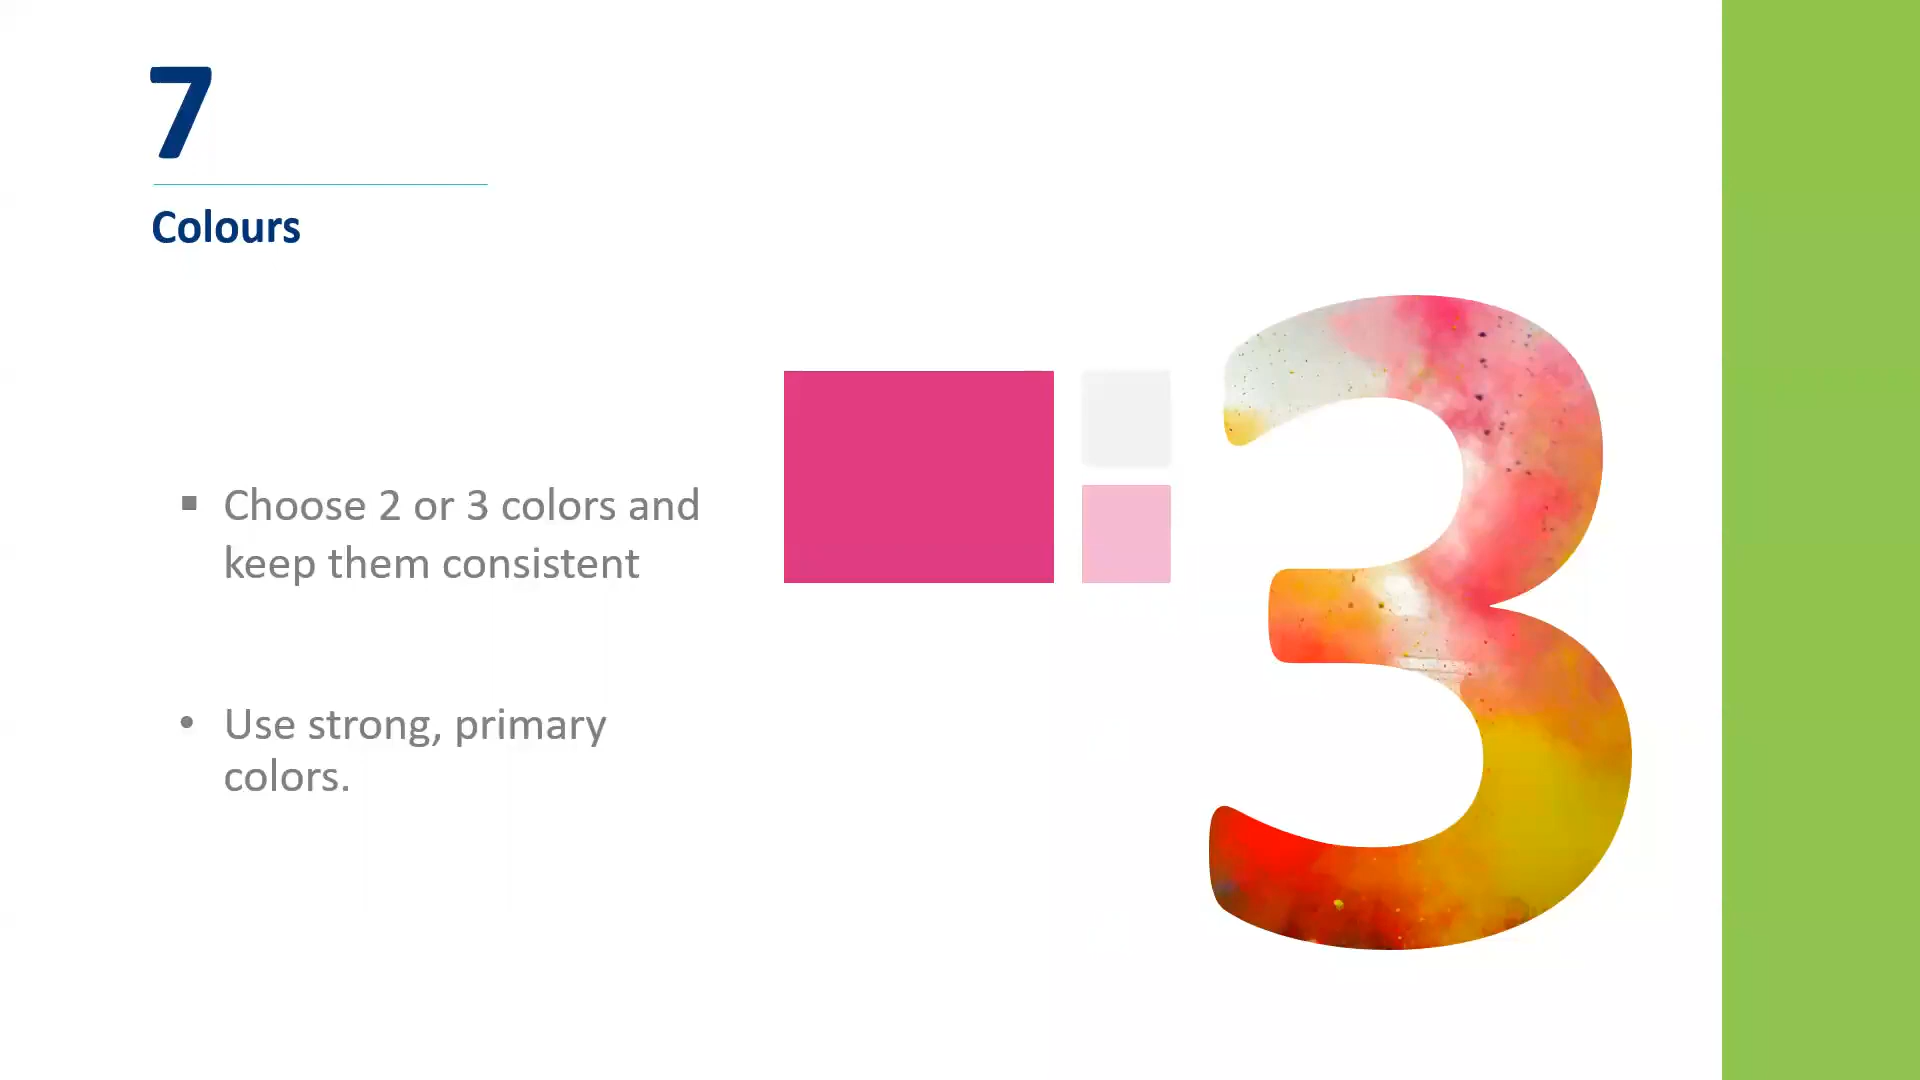 7
Colours
▪ Choose 2 or 3 colors and
keep them consistent
• Use strong, primary
colors.
3